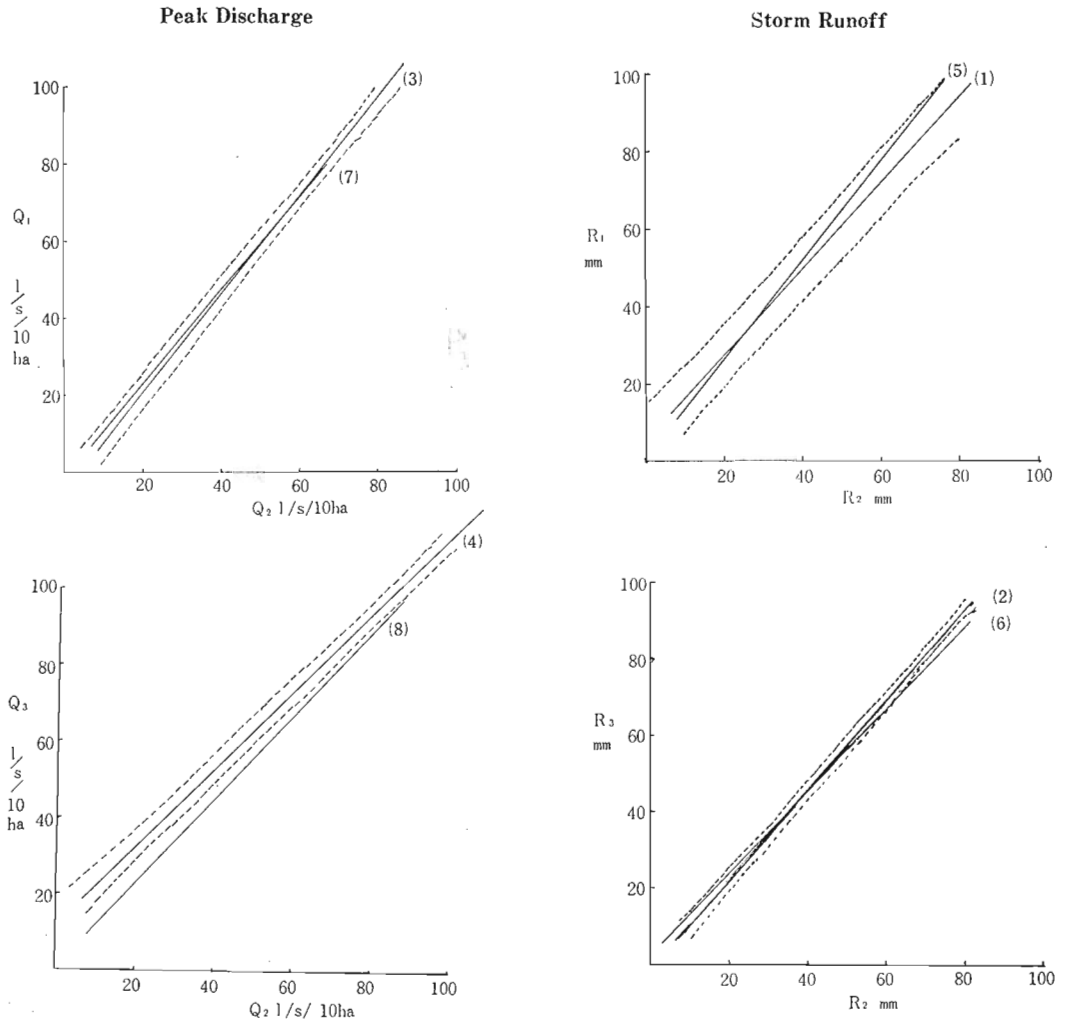 Peak Discharge
100
80
60
40
20
Q₁
l/s/10
ha
(3)
(7)
20 40 60 80 100
Q₂ l/s/10ha
Storm Runoff
100
80
60
40
20
R₁
mm
(5)
(1)
20 40 60 80 100
R₂ mm
100
80
60
40
20
Q₃
l/s/
10
ha
(4)
(8)
20 40 60 80 100
Q₂ l/s/ 10ha
100
80
60
40
20
R₃
mm
(2)
(6)
20 40 60 80 100
R₂ mm